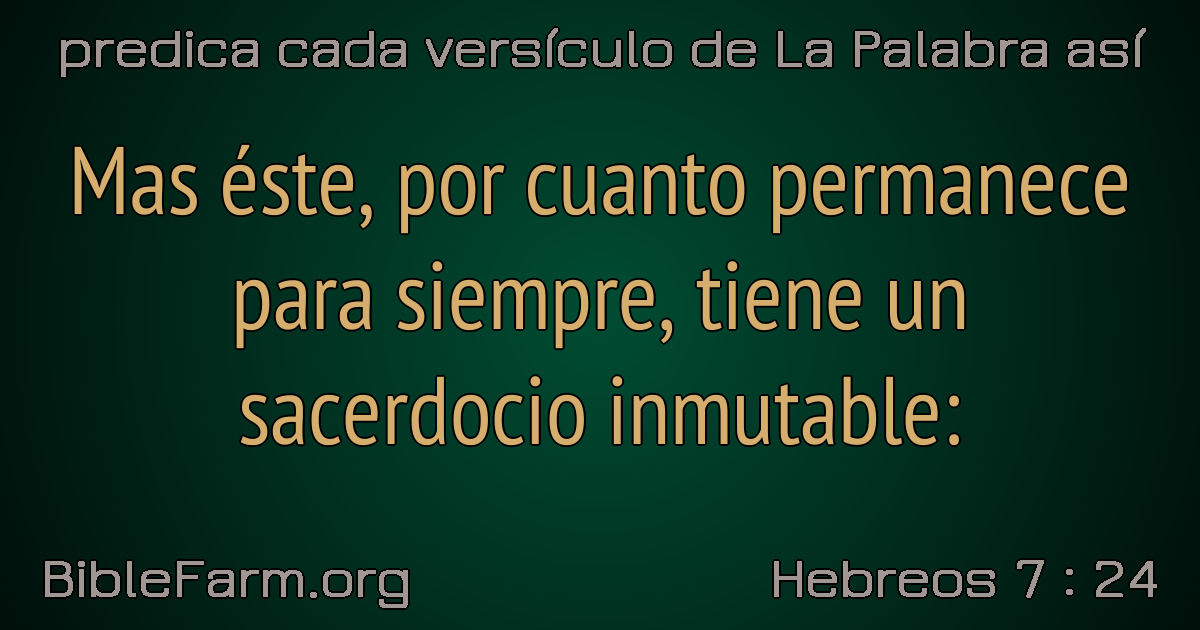 predica cada versículo de La Palabra así
Mas éste, por cuanto permanece
para siempre, tiene un
sacerdocio inmutable:
BibleFarm.org
Hebreos 7 : 24